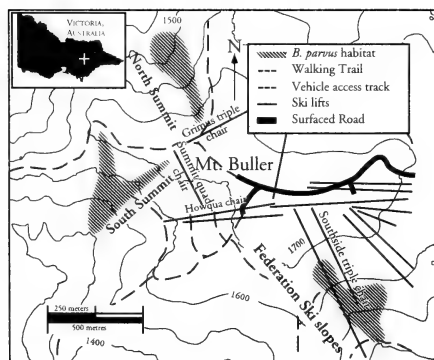 VICTORIA,
AUSTRALIA
1500
N
B. parvus habitat
Walking Trail
Vehicle access track
Ski lifts
Surfaced Road
North Summit
Grimus triple
chair
Mt. Buller
Summit quad
chair
South Summit
Howqua chair
Southside triple chair
1700
Federation Ski slopes
1600
250 meters
500 metres
1400